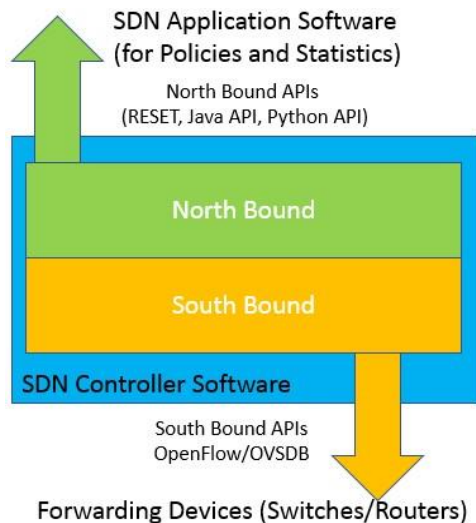 SDN Application Software
(for Policies and Statistics)
North Bound APIs
(RESET, Java API, Python API)
North Bound
South Bound
SDN Controller Software
South Bound APIs
OpenFlow/OVSDB
Forwarding Devices (Switches/Routers)